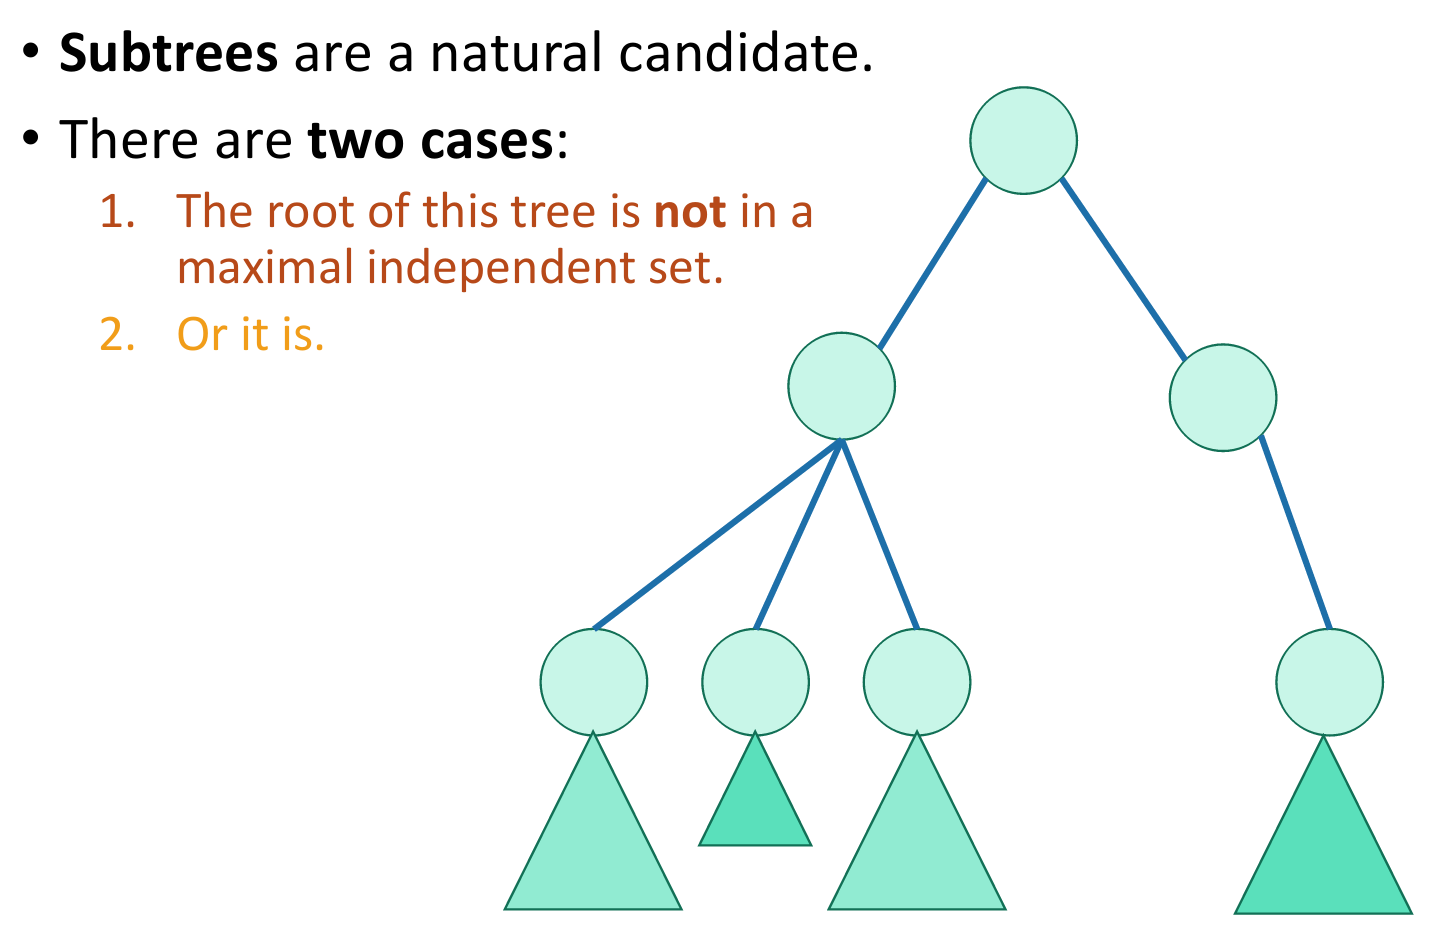 • Subtrees are a natural candidate.
• There are two cases:
1. The root of this tree is not in a
maximal independent set.
2. Or it is.